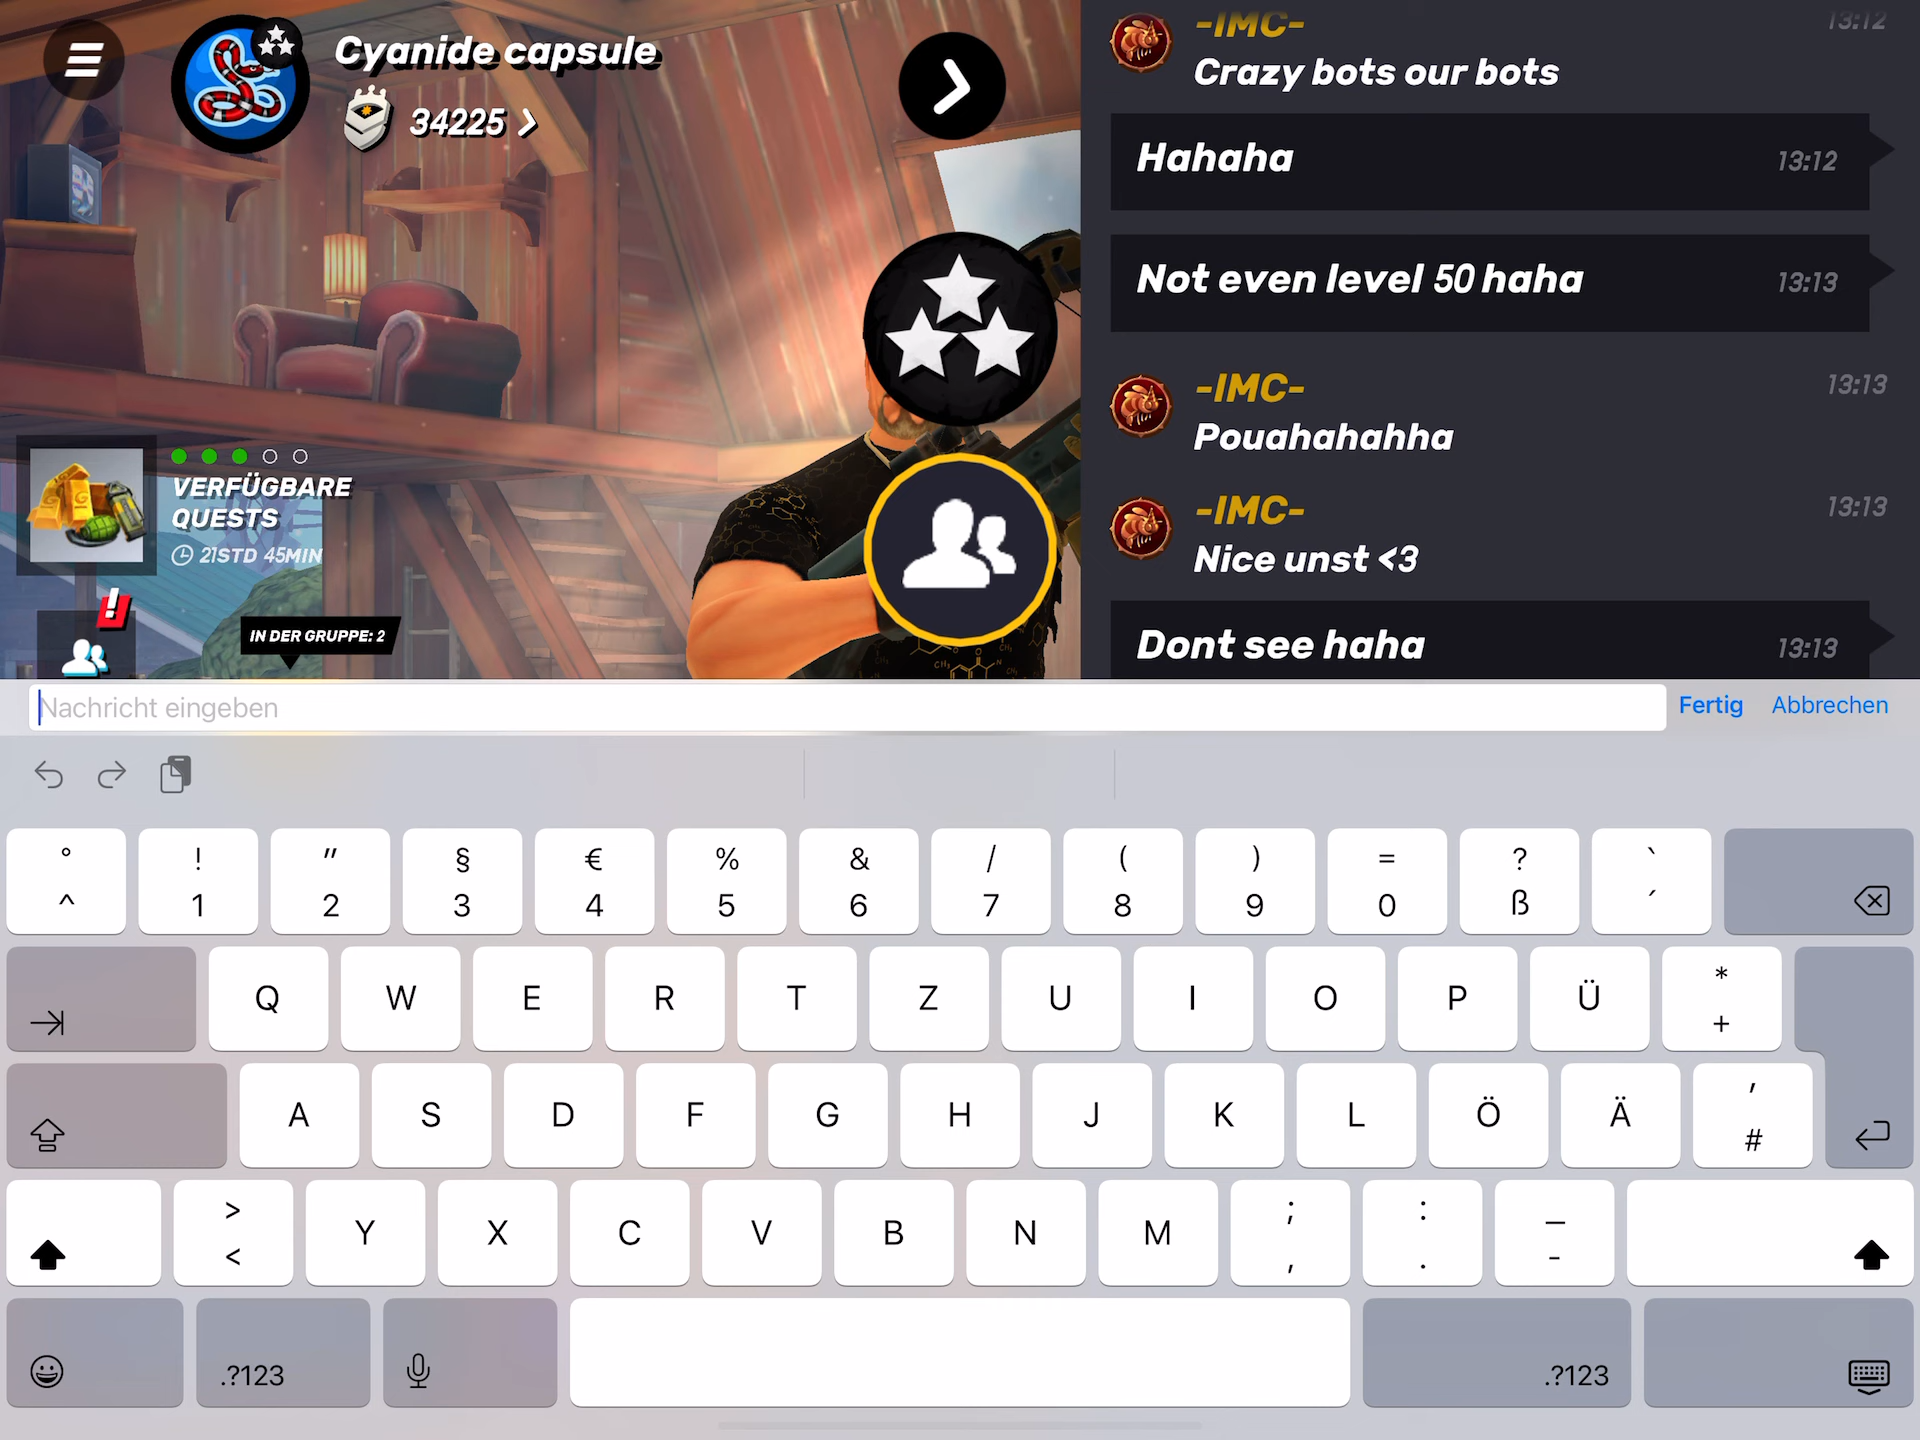 Cyanide capsule
34225
VERFÜGBARE
QUESTS
21STD 45MIN
IN DER GRUPPE: 2
-IMC-
13:12
Crazy bots our bots
Hahaha
13:12
Not even level 50 haha
13:13
-IMC-
13:13
Pouahahahha
-IMC-
13:13
Nice unst <3
Dont see haha
13:13
Nachricht eingeben
Fertig
Abbrechen
° ! " § € % & / ( ) = ? `
^ 1 2 3 4 5 6 7 8 9 0 ß ´
Q W E R T Z U I O P Ü * +
A S D F G H J K L Ö Ä ' #
> < Y X C V B N M ; , : . _ -
.?123
.?123